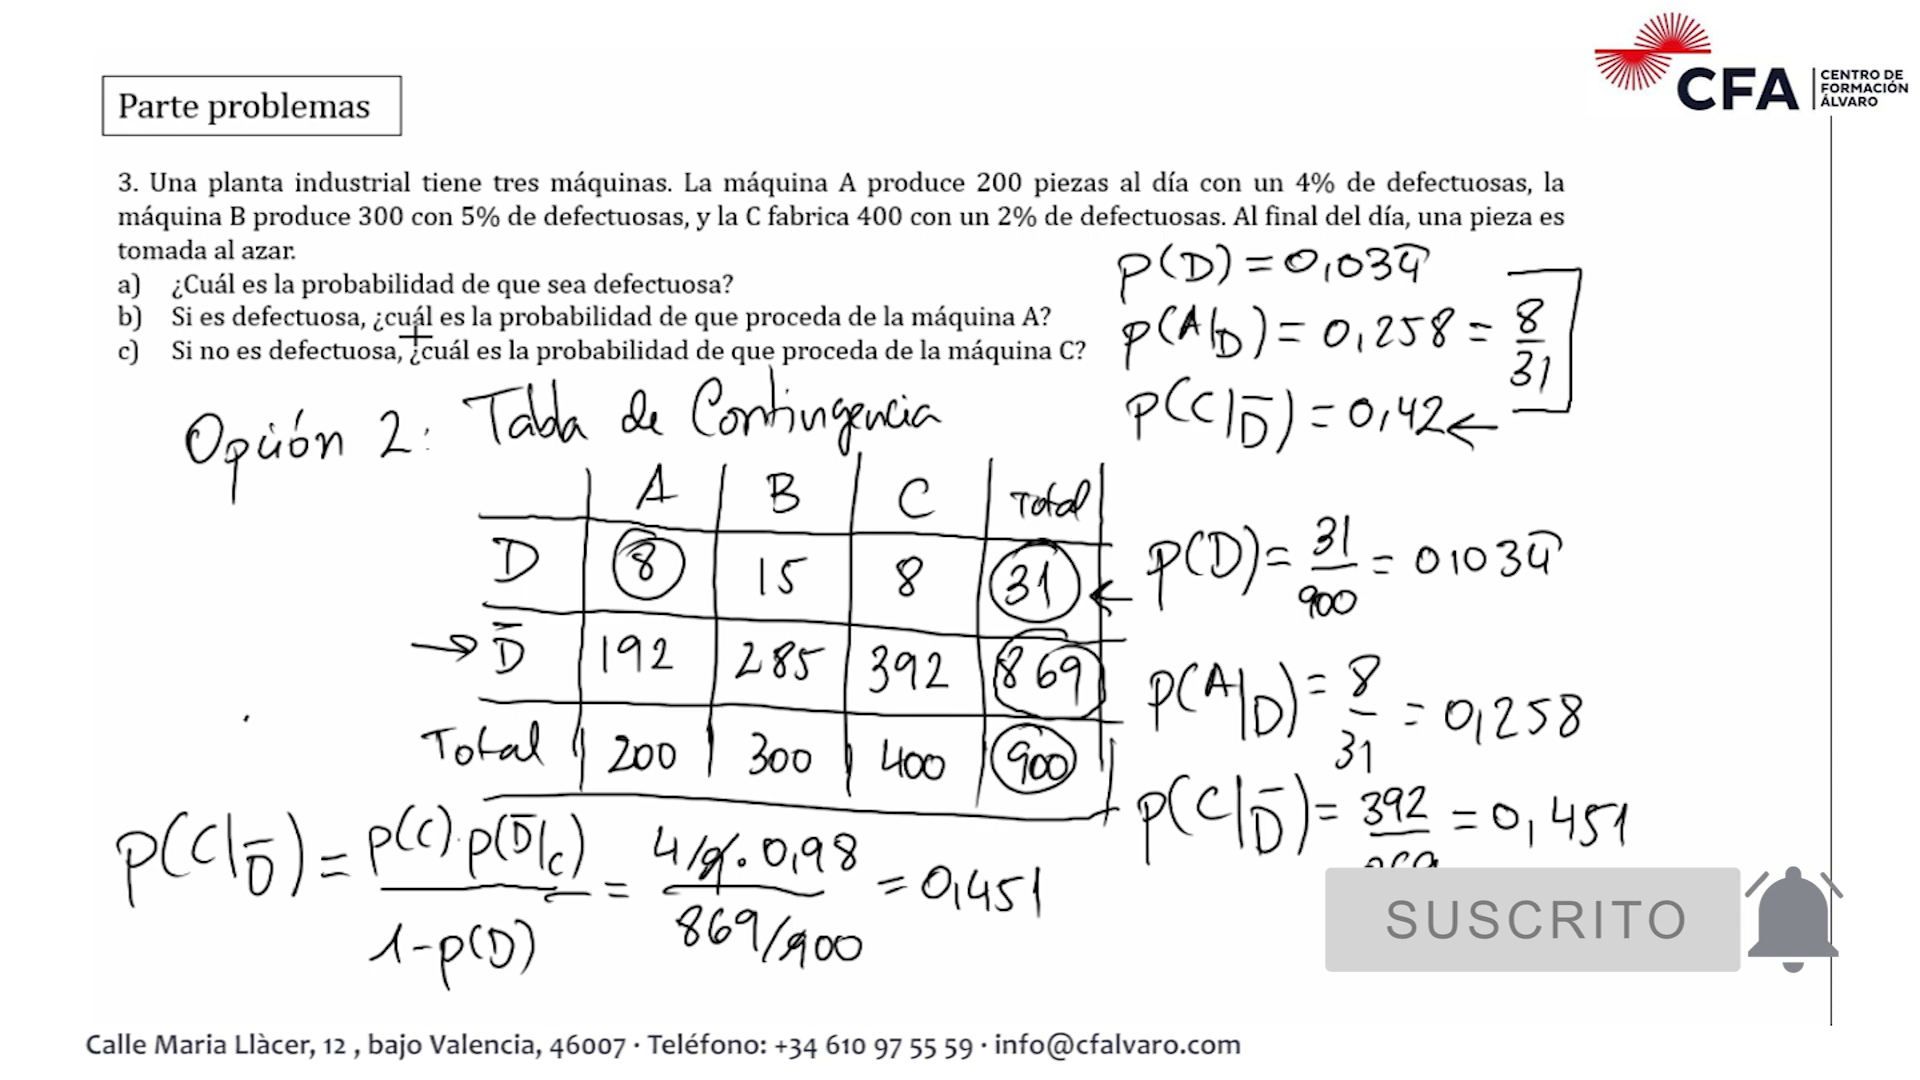 CFA
CENTRO DE
FORMACIÓN
ÁLVARO
Parte problemas
3. Una planta industrial tiene tres máquinas. La máquina A produce 200 piezas al día con un 4% de defectuosas, la
máquina B produce 300 con 5% de defectuosas, y la C fabrica 400 con un 2% de defectuosas. Al final del día, una pieza es
tomada al azar.
a) ¿Cuál es la probabilidad de que sea defectuosa?
b) Si es defectuosa, ¿cuál es la probabilidad de que proceda de la máquina A?
c) Si no es defectuosa, ¿cuál es la probabilidad de que proceda de la máquina C?
p(D) = 0,034̄
p(A|D) = 0,258 = 8/31
p(C|D̄) = 0,42 ←
Opción 2: Tabla de Contingencia
A B C Total
D 8 15 8 31 ←
→ D̄ 192 285 392 869
Total 200 300 400 900
p(D) = 31/900 = 0,034̄
p(A|D) = 8/31 = 0,258
p(C|D̄) = 392/869 = 0,451
p(C|D̄) = p(C)·p(D̄|C)/1-p(D) = 4/9·0,98/869/900 = 0,451
SUSCRITO
Calle Maria Llàcer, 12 , bajo Valencia, 46007 · Teléfono: +34 610 97 55 59 · info@cfalvaro.com